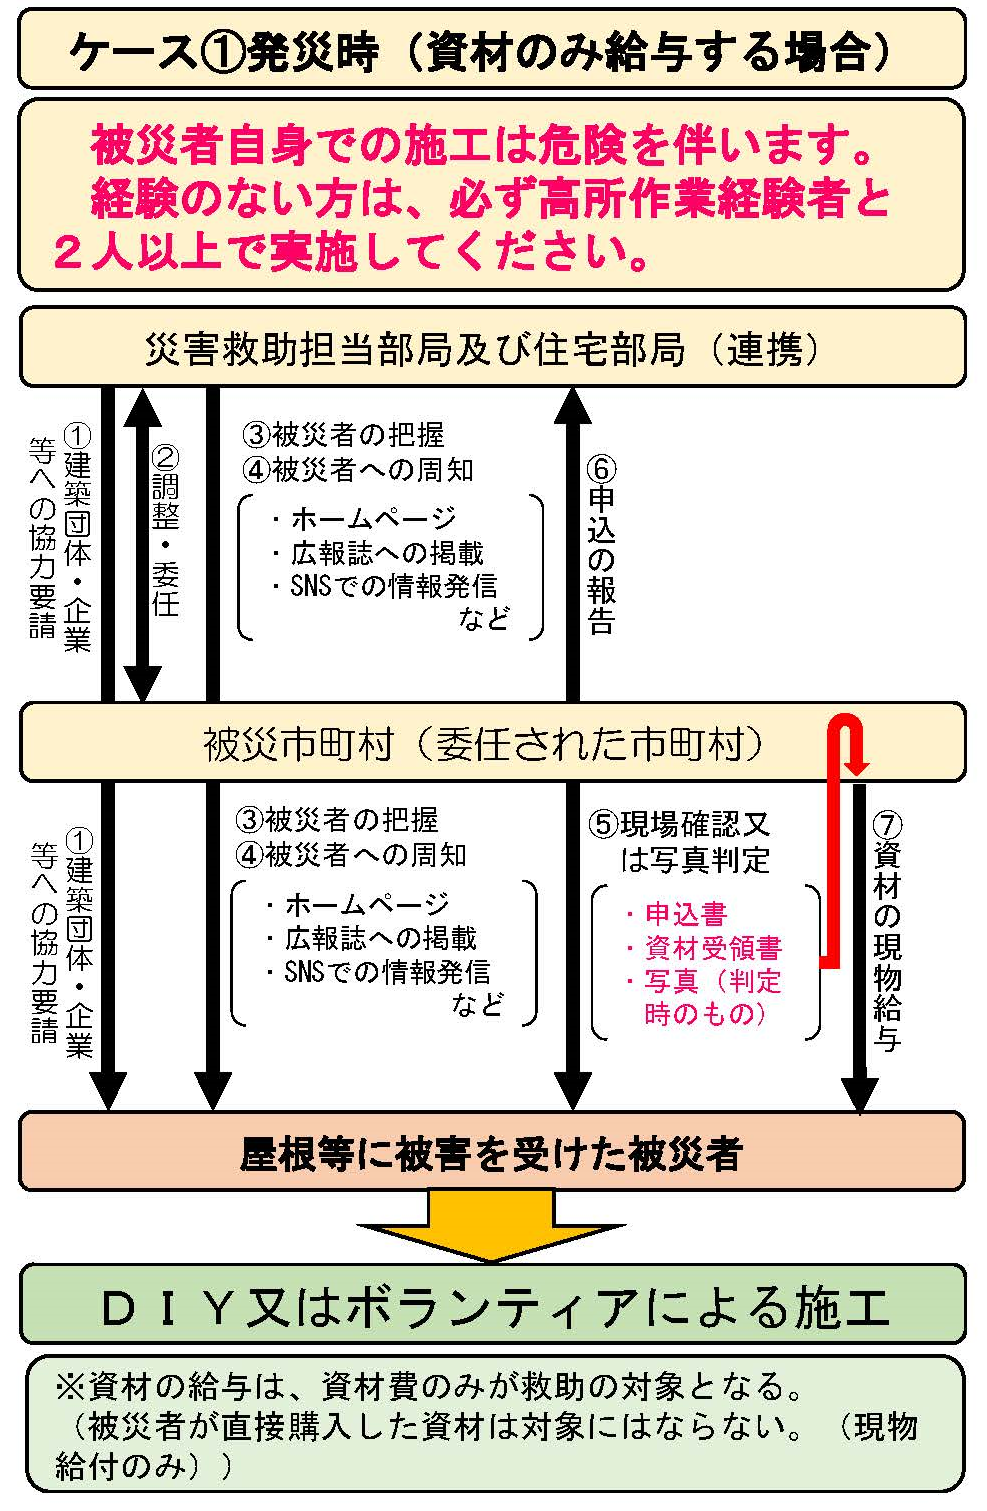 ケース①発災時（資材のみ給与する場合）
被災者自身での施工は危険を伴います。
経験のない方は、必ず高所作業経験者と
２人以上で実施してください。
災害救助担当部局及び住宅部局（連携）
①建築団体・企業
等への協力要請
②調整・委任
③被災者の把握
④被災者への周知
・ホームページ
・広報誌への掲載
・SNSでの情報発信
など
⑥申込の報告
被災市町村（委任された市町村）
①建築団体・企業
等への協力要請
③被災者の把握
④被災者への周知
・ホームページ
・広報誌への掲載
・SNSでの情報発信
など
⑤現場確認又
は写真判定
・申込書
・資材受領書
・写真（判定
時のもの）
⑦資材の現物給与
屋根等に被害を受けた被災者
ＤＩＹ又はボランティアによる施工
※資材の給与は、資材費のみが救助の対象となる。
（被災者が直接購入した資材は対象にはならない。（現物
給付のみ））